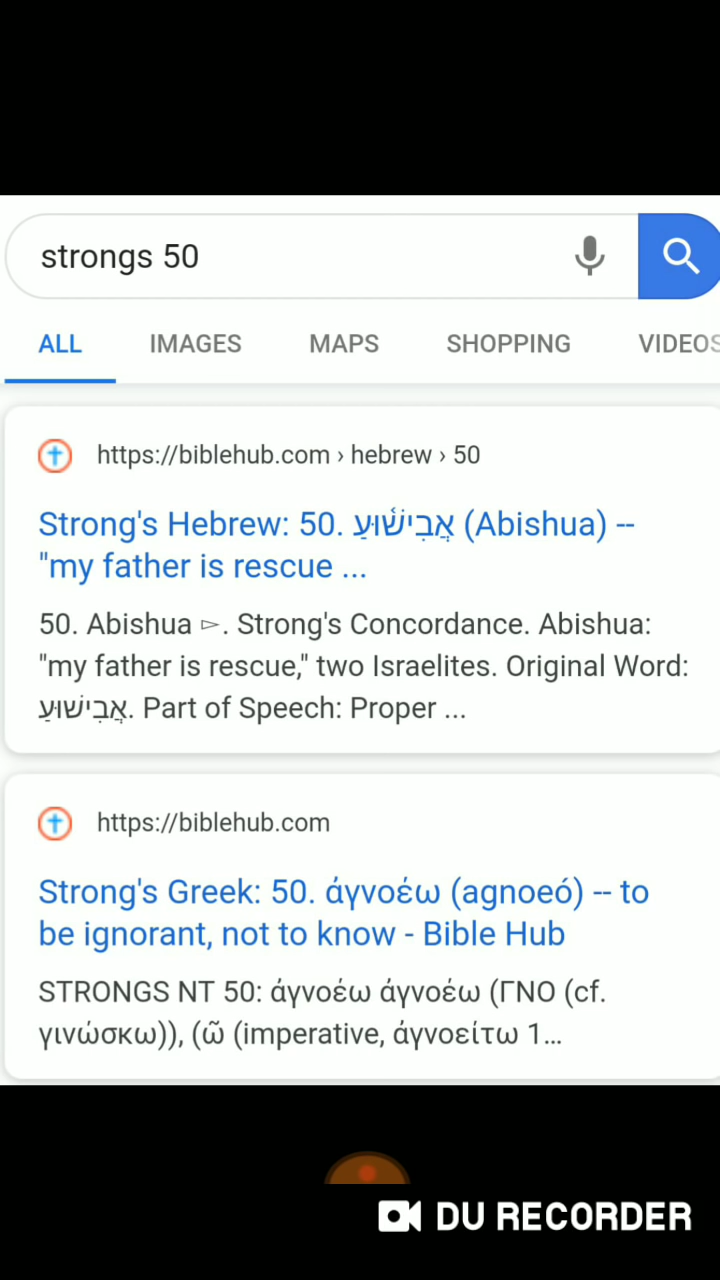 strongs 50
ALL IMAGES MAPS SHOPPING VIDEOS
https://biblehub.com › hebrew › 50
Strong's Hebrew: 50. אֲבִישׁ֫וּעַ (Abishua) --
"my father is rescue ...
50. Abishua ▻. Strong's Concordance. Abishua:
"my father is rescue," two Israelites. Original Word:
אֲבִישׁוּעַ. Part of Speech: Proper ...
https://biblehub.com
Strong's Greek: 50. ἀγνοέω (agnoeó) -- to
be ignorant, not to know - Bible Hub
STRONGS NT 50: ἀγνοέω ἀγνοέω (ΓΝΟ (cf.
γινώσκω)), (ῶ (imperative, ἀγνοείτω 1...
DU RECORDER